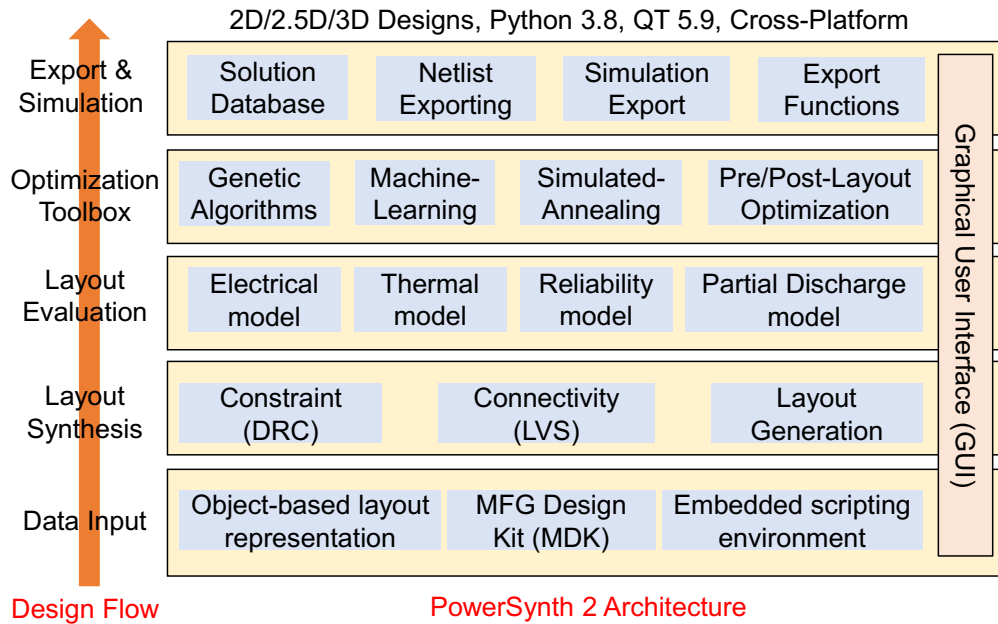 2D/2.5D/3D Designs, Python 3.8, QT 5.9, Cross-Platform
Export &
Simulation
Solution
Database
Netlist
Exporting
Simulation
Export
Export
Functions
Optimization
Toolbox
Genetic
Algorithms
Machine-
Learning
Simulated-
Annealing
Pre/Post-Layout
Optimization
Layout
Evaluation
Electrical
model
Thermal
model
Reliability
model
Partial Discharge
model
Layout
Synthesis
Constraint
(DRC)
Connectivity
(LVS)
Layout
Generation
Data Input
Object-based layout
representation
MFG Design
Kit (MDK)
Embedded scripting
environment
Graphical User Interface (GUI)
Design Flow
PowerSynth 2 Architecture